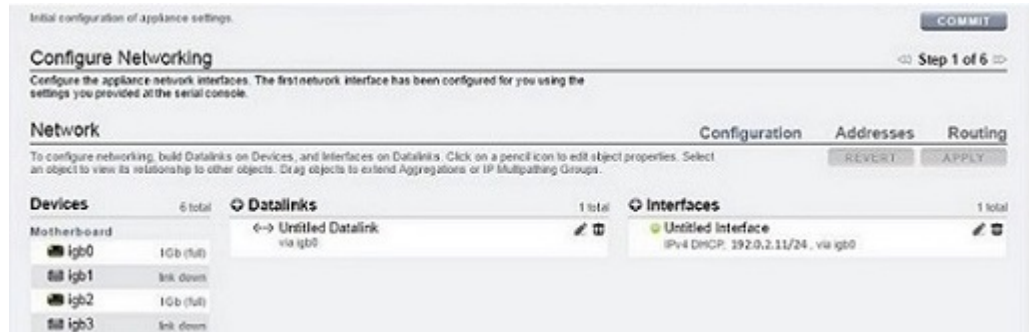 Initial configuration of appliance settings.
COMMIT
Configure Networking
Step 1 of 6
Configure the appliance network interfaces. The first network interface has been configured for you using the
settings you provided at the serial console.
Network
Configuration Addresses Routing
To configure networking, build Datalinks on Devices, and Interfaces on Datalinks. Click on a pencil icon to edit object properties. Select
an object to view its relationship to other objects. Drag objects to extend Aggregations or IP Multipathing Groups.
REVERT APPLY
Devices 6 total
Datalinks 1 total
Interfaces 1 total
Motherboard
igb0 1Gb (full)
igb1 link down
igb2 1Gb (full)
igb3 link down
Untitled Datalink
via igb0
Untitled Interface
IPv4 DHCP, 192.0.2.11/24 , via igb0